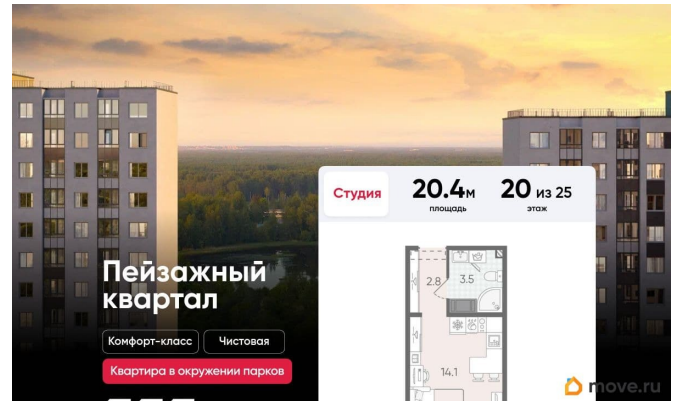 Студия
20.4м
площадь
20 из 25
этаж
2.8
3.5
14.1
Пейзажный
квартал
Комфорт-класс
Чистовая
Квартира в окружении парков
move.ru